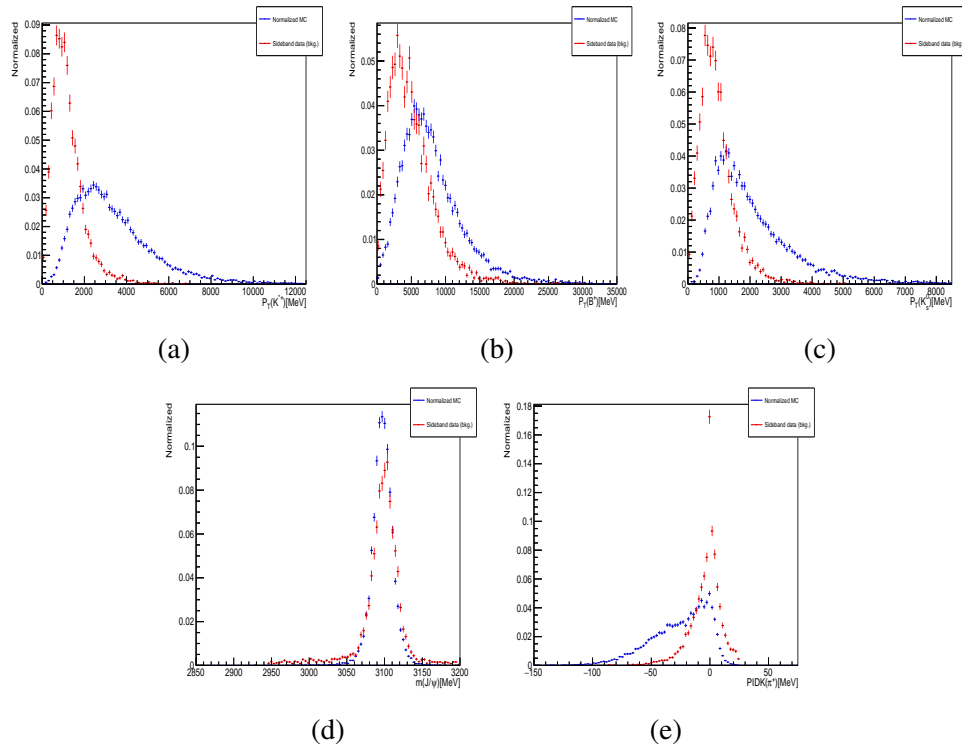 Normalized MC
Sideband data (bkg.)
Normalized
0.09
0.08
0.07
0.06
0.05
0.04
0.03
0.02
0.01
0
0 2000 4000 6000 8000 10000 12000
P_T(K^{*+})[MeV]
(a)
Normalized MC
Sideband data (bkg.)
Normalized
0.05
0.04
0.03
0.02
0.01
0
0 5000 10000 15000 20000 25000 30000 35000
(b)
Normalized MC
Sideband data (bkg.)
Normalized
0.08
0.07
0.06
0.05
0.04
0.03
0.02
0.01
0
0 1000 2000 3000 4000 5000 6000 7000 8000
(c)
Normalized MC
Sideband data (bkg.)
Normalized
0.1
0.08
0.06
0.04
0.02
0
2850 2900 2950 3000 3050 3100 3150 3200
m(J/ψ)[MeV]
(d)
Normalized MC
Sideband data (bkg.)
Normalized
0.18
0.16
0.14
0.12
0.1
0.08
0.06
0.04
0.02
0
−150 −100 −50 0 50
PIDK(π⁺)[MeV]
(e)